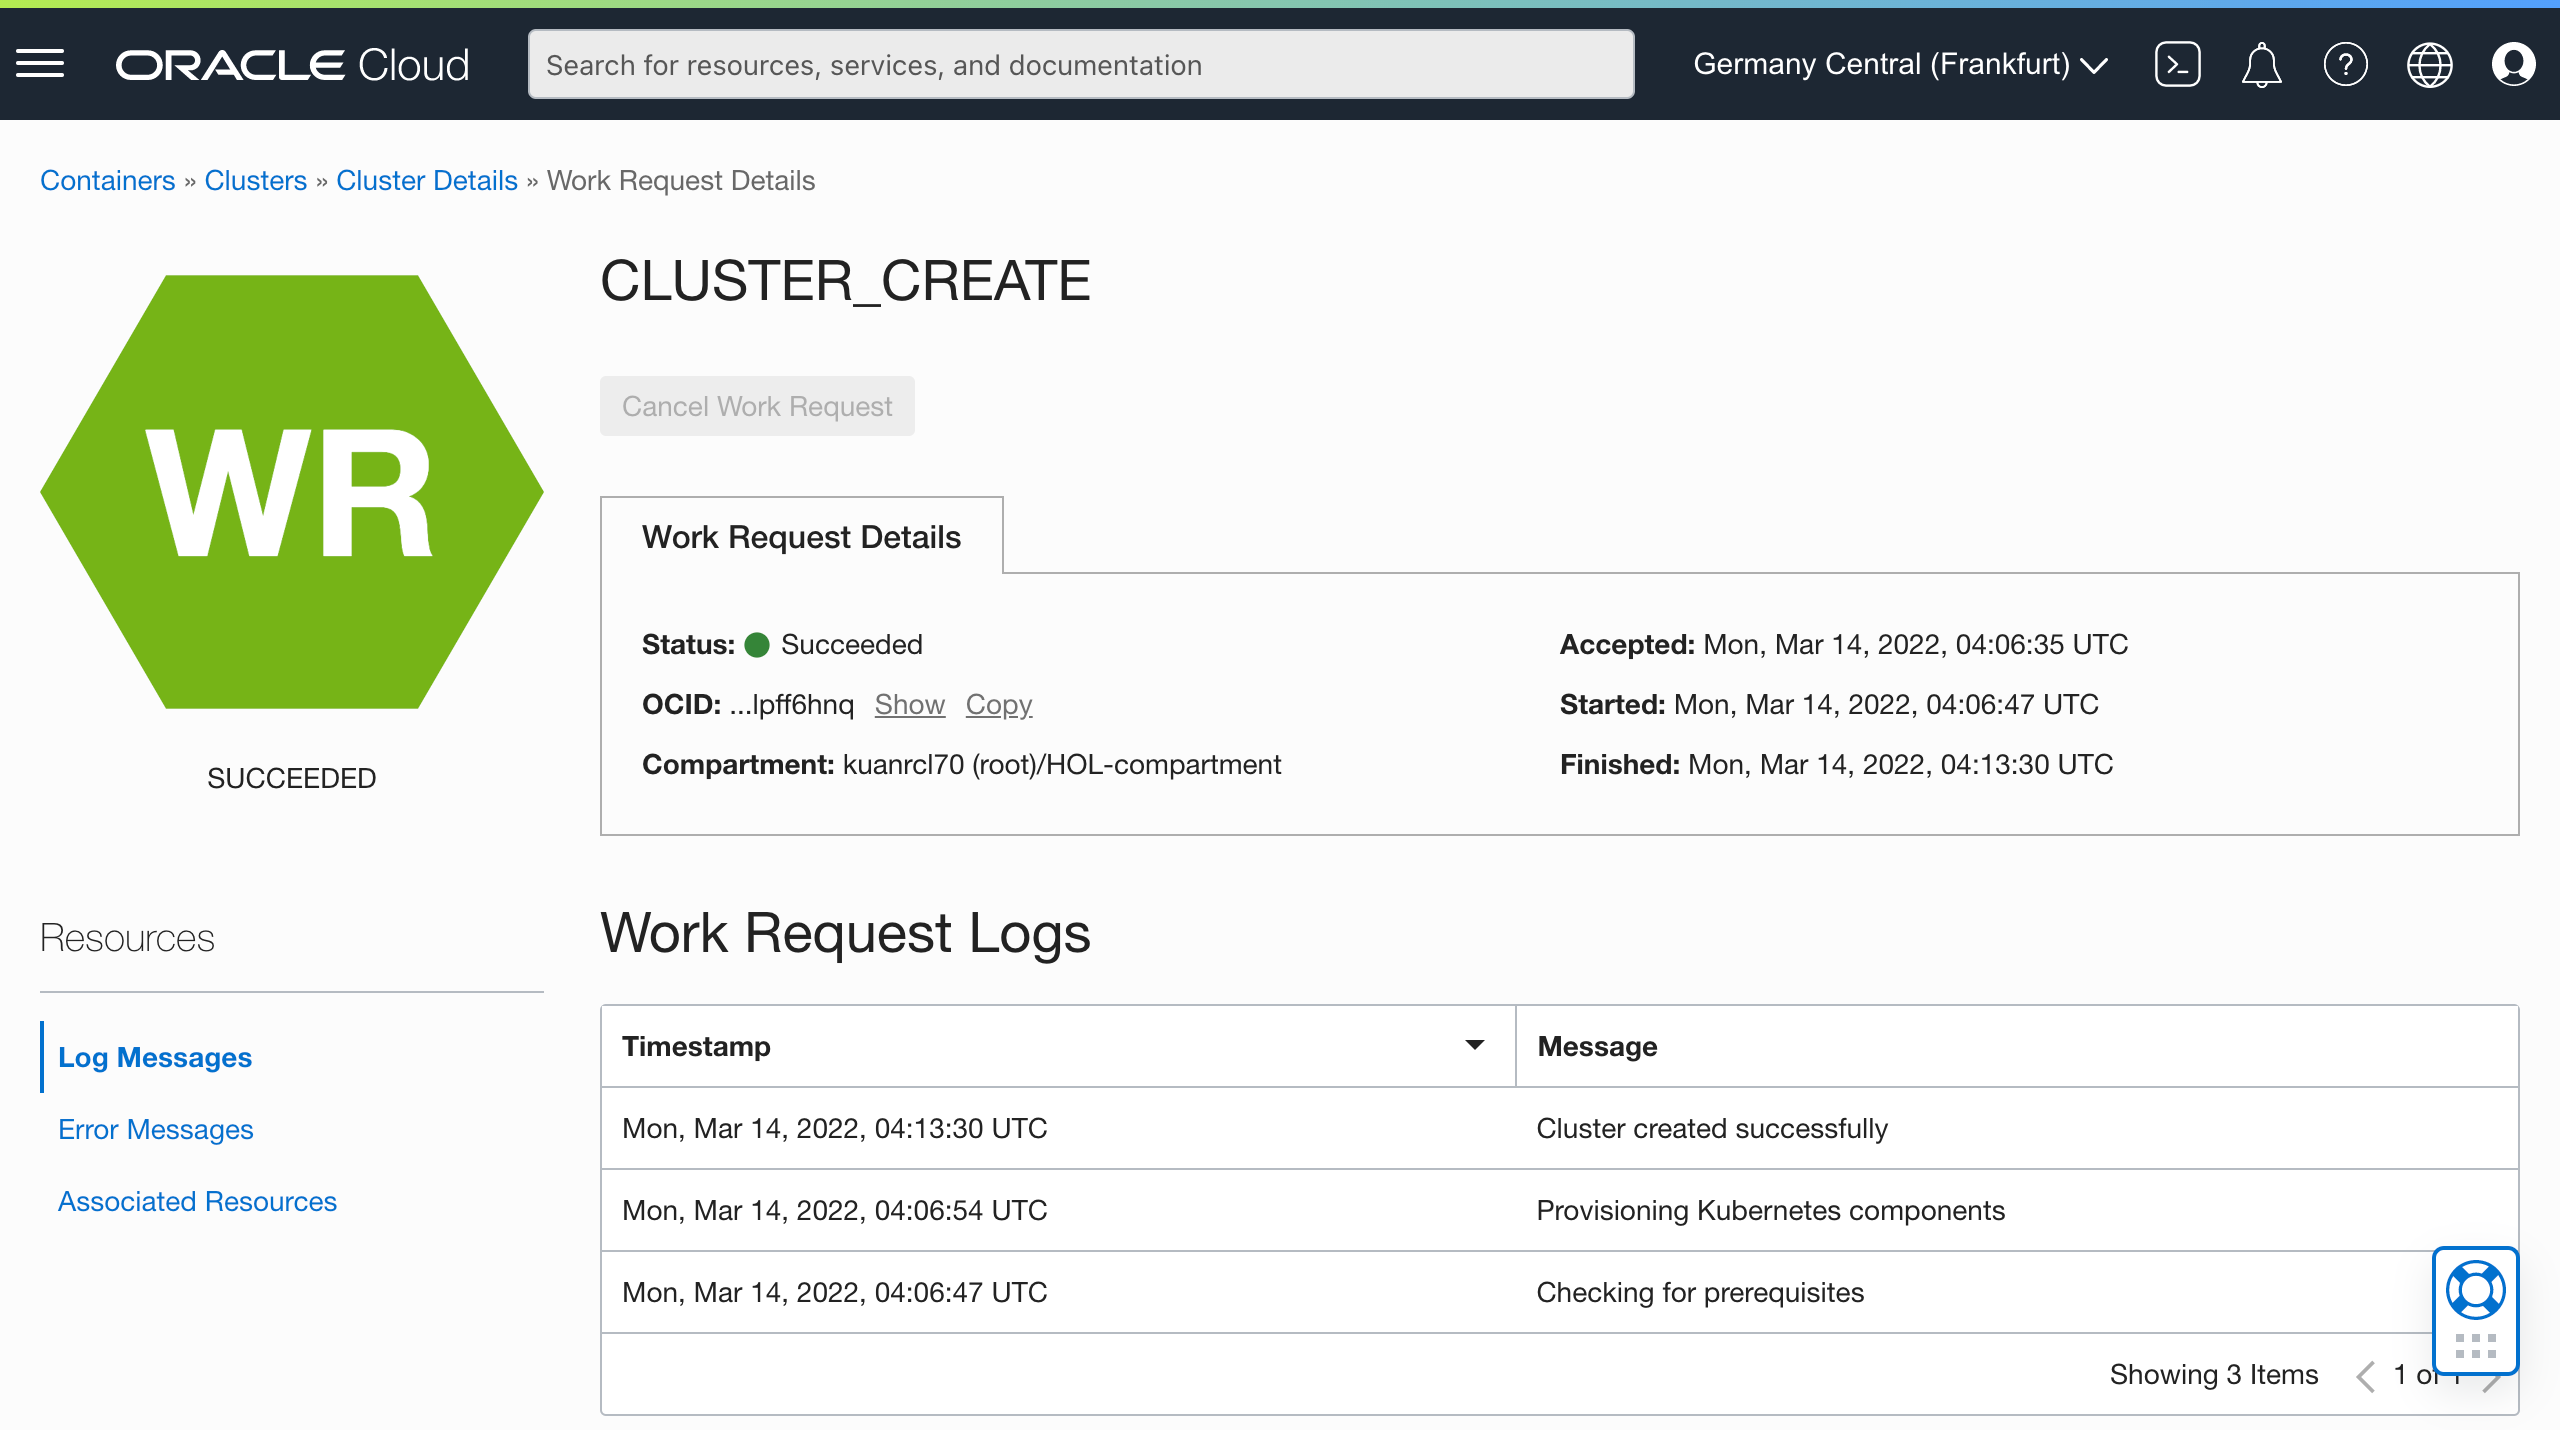 ORACLE Cloud
Search for resources, services, and documentation
Germany Central (Frankfurt)
Containers » Clusters » Cluster Details » Work Request Details
WR
SUCCEEDED
CLUSTER_CREATE
Cancel Work Request
Work Request Details
Status: Succeeded
OCID: ...lpff6hnq Show Copy
Compartment: kuanrcl70 (root)/HOL-compartment
Accepted: Mon, Mar 14, 2022, 04:06:35 UTC
Started: Mon, Mar 14, 2022, 04:06:47 UTC
Finished: Mon, Mar 14, 2022, 04:13:30 UTC
Resources
Log Messages
Error Messages
Associated Resources
Work Request Logs
Timestamp Message
Mon, Mar 14, 2022, 04:13:30 UTC Cluster created successfully
Mon, Mar 14, 2022, 04:06:54 UTC Provisioning Kubernetes components
Mon, Mar 14, 2022, 04:06:47 UTC Checking for prerequisites
Showing 3 Items 1 of 1